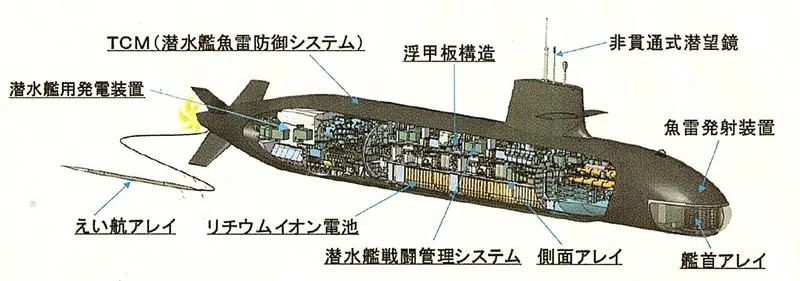 TCM(潜水艦魚雷防御システム)
浮甲板構造
非貫通式潜望鏡
潜水艦用発電装置
魚雷発射装置
えい航アレイ
リチウムイオン電池
潜水艦戦闘管理システム
側面アレイ
艦首アレイ